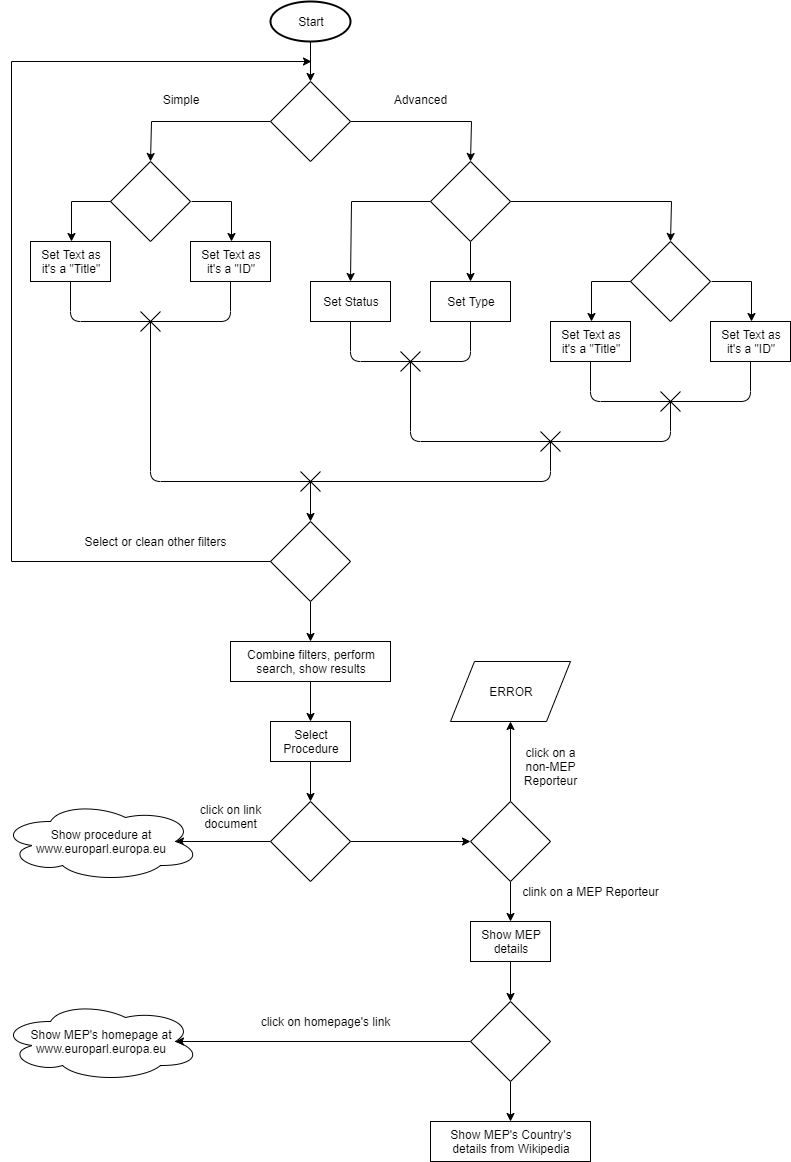 Start
Simple
Advanced
Set Text as
it's a "Title"
Set Text as
it's a "ID"
Set Status
Set Type
Set Text as
it's a "Title"
Set Text as
it's a "ID"
Select or clean other filters
Combine filters, perform
search, show results
ERROR
Select
Procedure
click on a
non-MEP
Reporteur
click on link
document
Show procedure at
www.europarl.europa.eu
clink on a MEP Reporteur
Show MEP
details
click on homepage's link
Show MEP's homepage at
www.europarl.europa.eu
Show MEP's Country's
details from Wikipedia